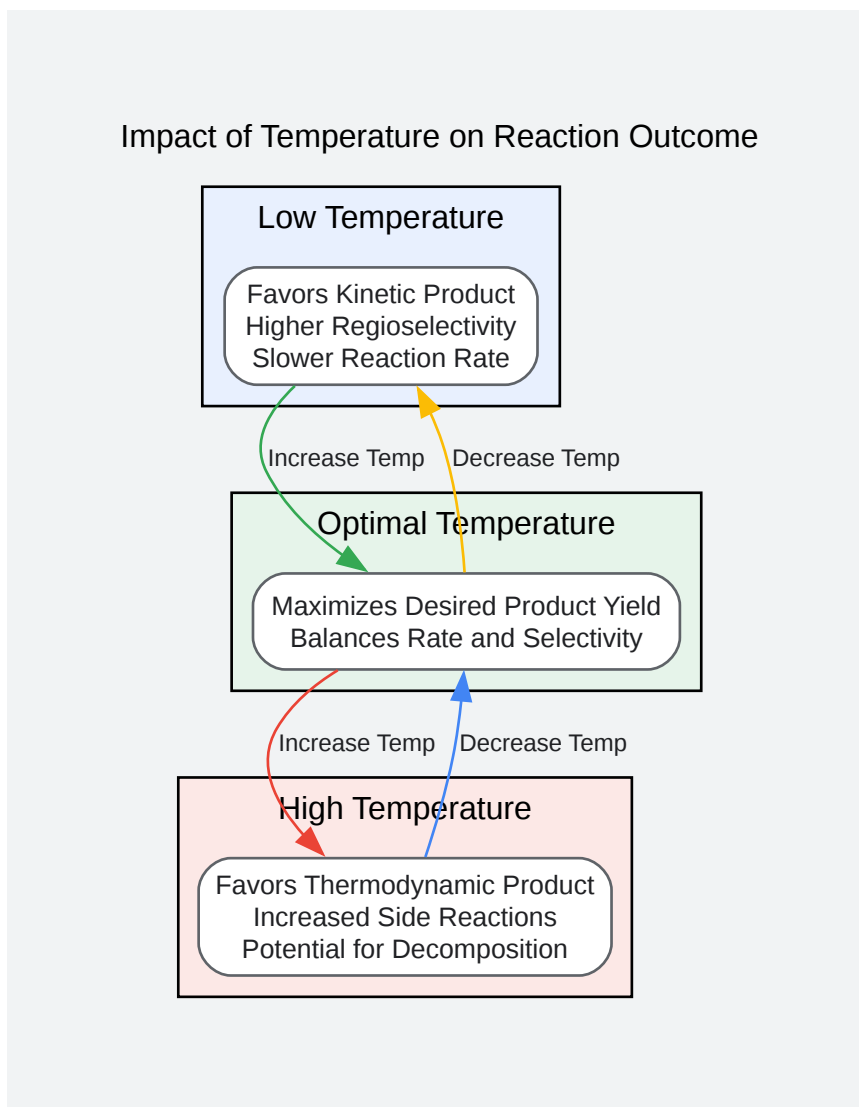 Impact of Temperature on Reaction Outcome
Low Temperature
Favors Kinetic Product
Higher Regioselectivity
Slower Reaction Rate
Increase Temp
Decrease Temp
Optimal Temperature
Maximizes Desired Product Yield
Balances Rate and Selectivity
Increase Temp
Decrease Temp
High Temperature
Favors Thermodynamic Product
Increased Side Reactions
Potential for Decomposition